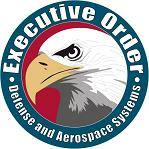 • Executive Order •
Defense and Aerospace Systems